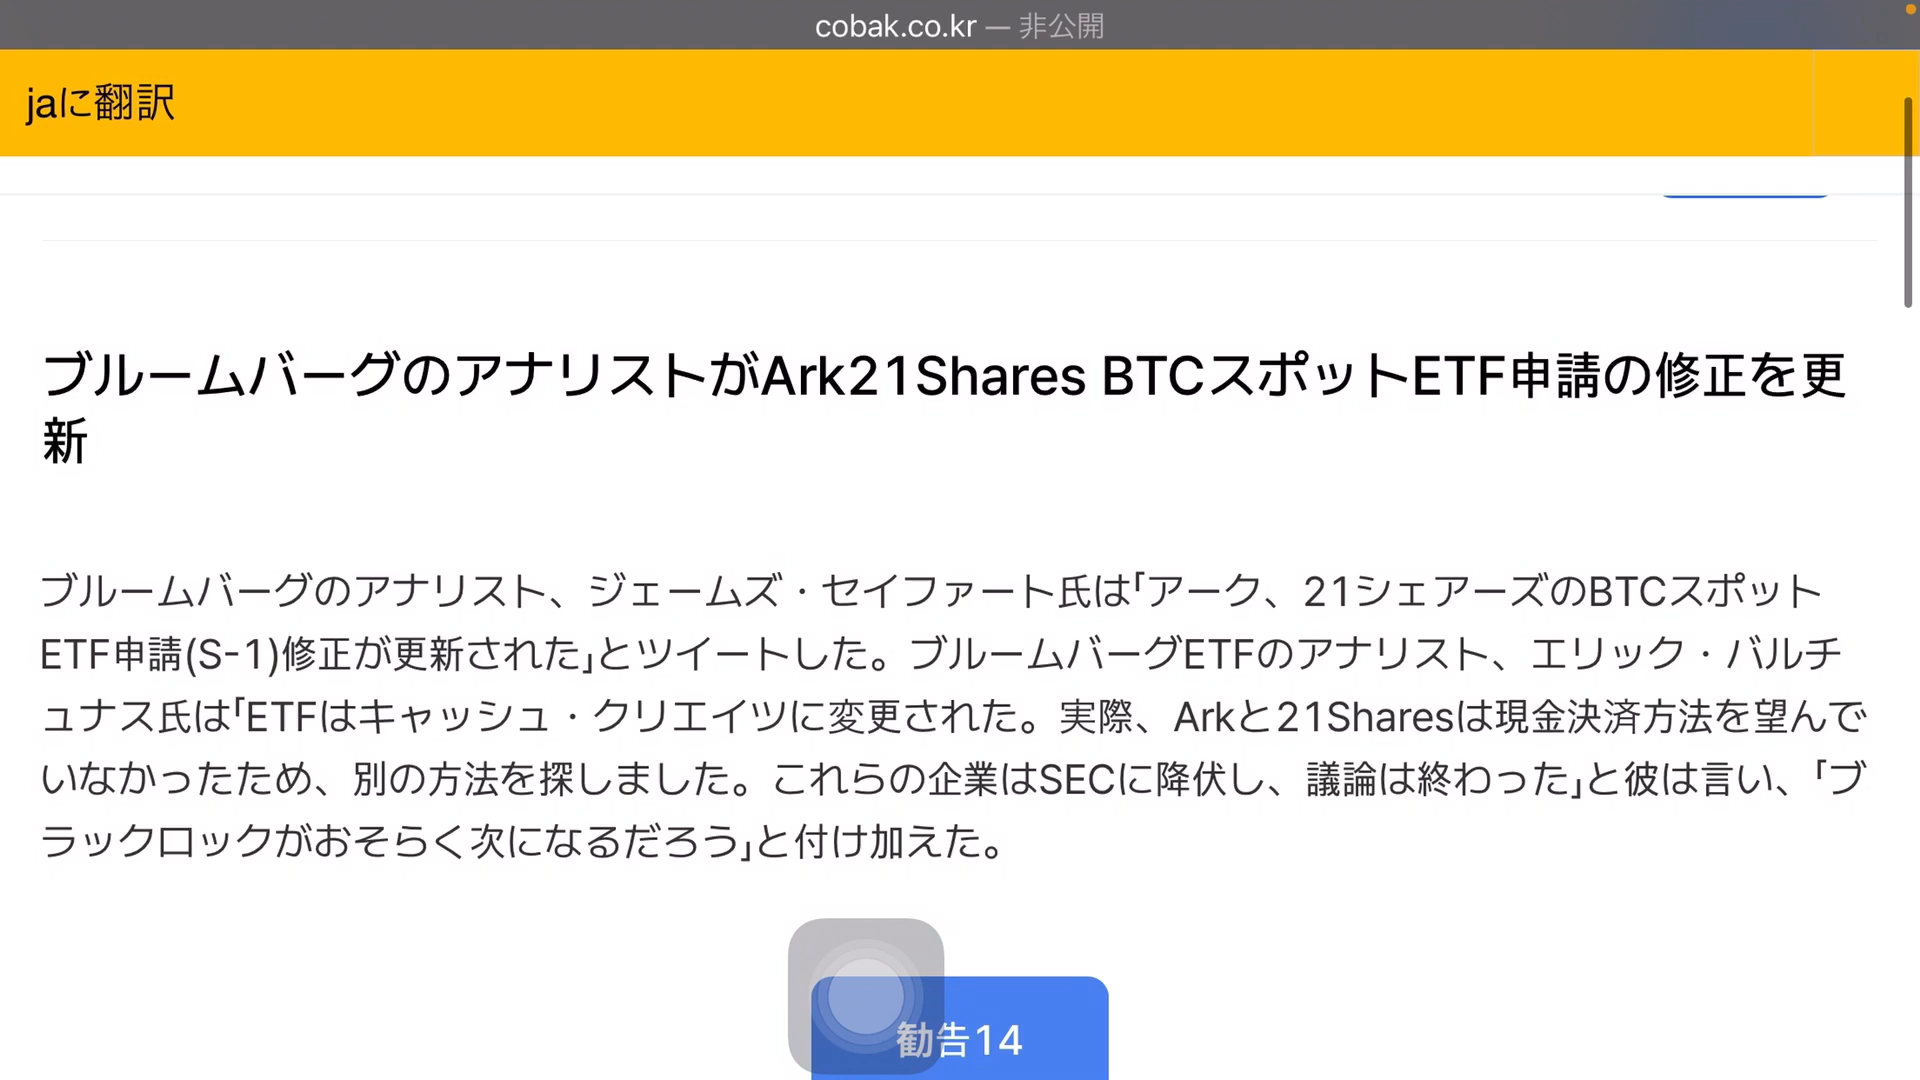 cobak.co.kr — 非公開
jaに翻訳
ブルームバーグのアナリストがArk21Shares BTCスポットETF申請の修正を更
新
ブルームバーグのアナリスト、ジェームズ・セイファート氏は「アーク、21シェアーズのBTCスポット
ETF申請(S-1)修正が更新された」とツイートした。ブルームバーグETFのアナリスト、エリック・バルチ
ュナス氏は「ETFはキャッシュ・クリエイツに変更された。実際、Arkと21Sharesは現金決済方法を望んで
いなかったため、別の方法を探しました。これらの企業はSECに降伏し、議論は終わった」と彼は言い、「ブ
ラックロックがおそらく次になるだろう」と付け加えた。
勧告14